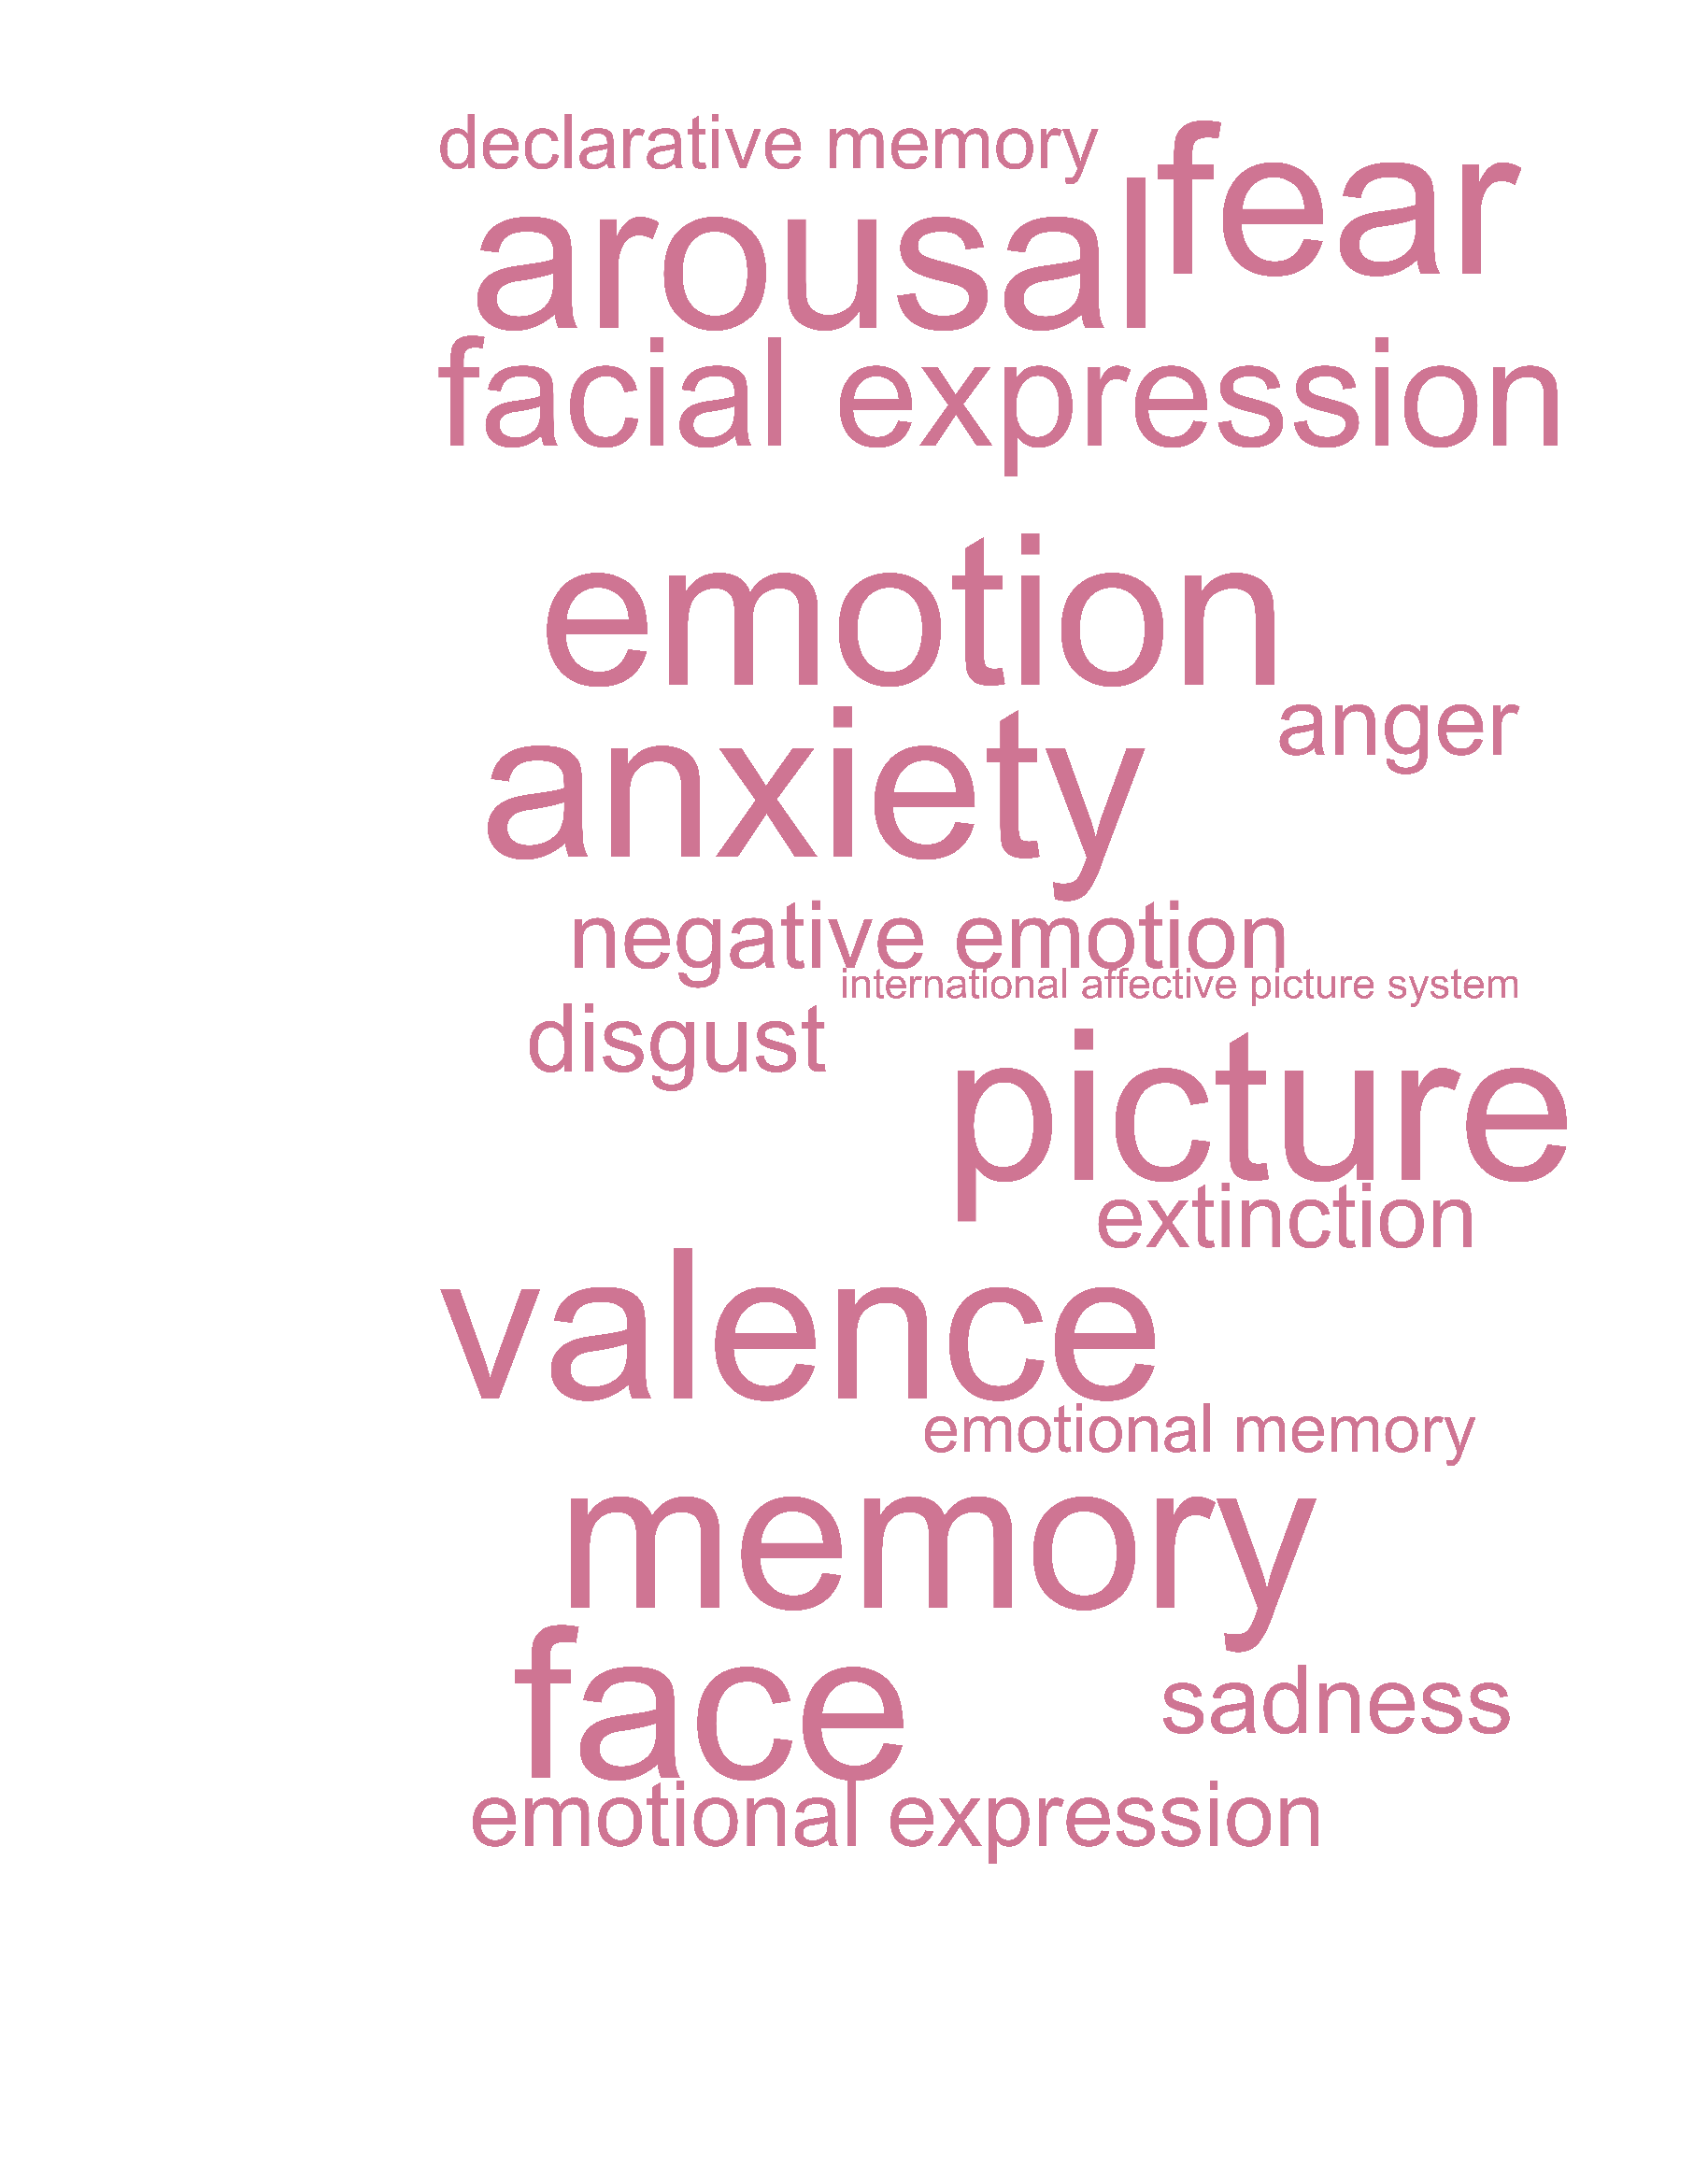 declarative memory
fear
arousal
facial expression
emotion
anger
anxiety
negative emotion
international affective picture system
disgust
picture
extinction
valence
emotional memory
memory
face
sadness
emotional expression